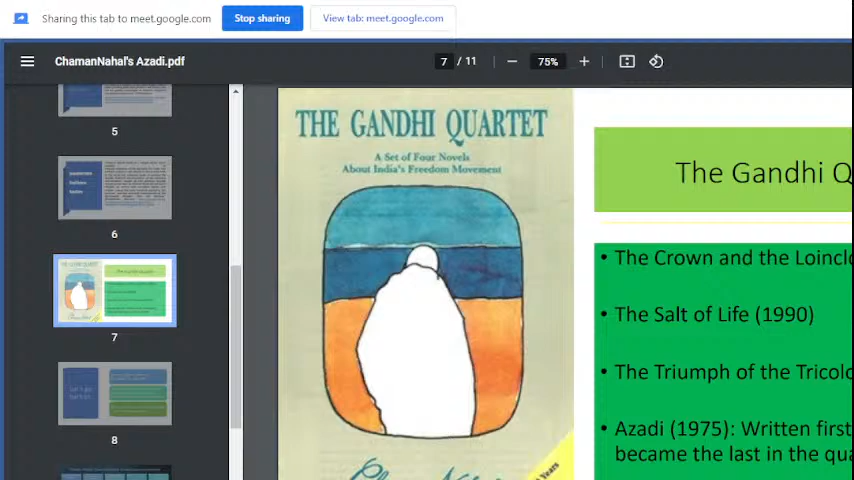 Sharing this tab to meet.google.com
Stop sharing
View tab: meet.google.com
ChamanNahal's Azadi.pdf
7 / 11
75%
5
6
7
8
THE GANDHI QUARTET
A Set of Four Novels
About India's Freedom Movement
Years
The Gandhi Q
• The Crown and the Loinclo
• The Salt of Life (1990)
• The Triumph of the Tricolo
• Azadi (1975): Written first
became the last in the qua